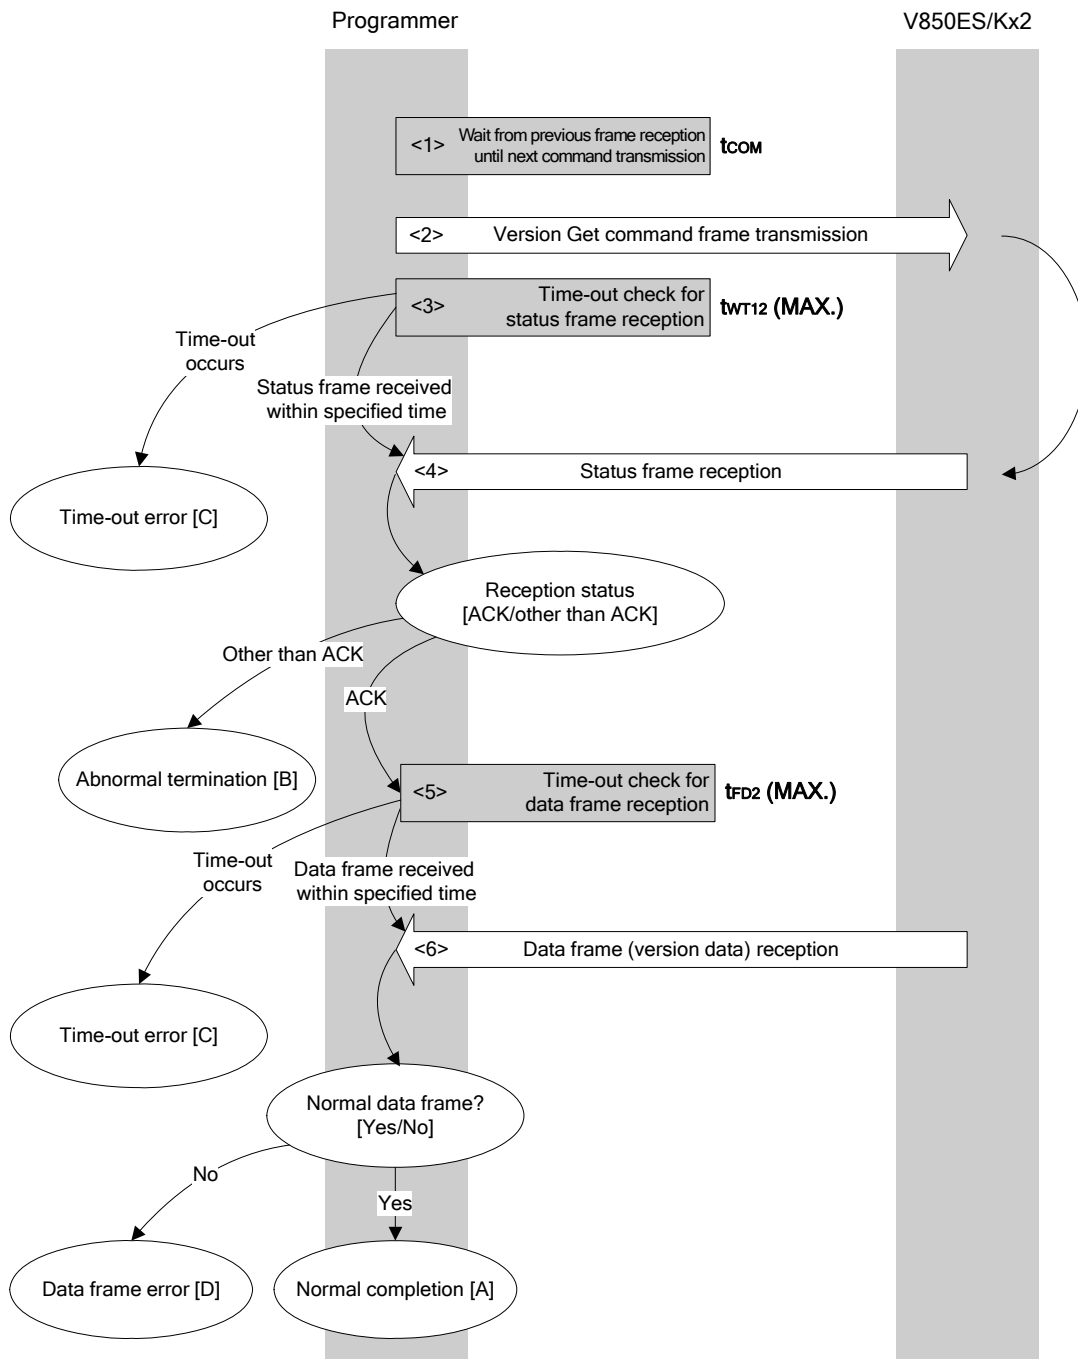 Programmer
V850ES/Kx2
<1>
Wait from previous frame reception
until next command transmission
tCOM
<2>
Version Get command frame transmission
<3>
Time-out check for
status frame reception
tWT12 (MAX.)
Time-out
occurs
Status frame received
within specified time
<4>
Status frame reception
Time-out error [C]
Reception status
[ACK/other than ACK]
Other than ACK
ACK
Abnormal termination [B]
<5>
Time-out check for
data frame reception
tFD2 (MAX.)
Time-out
occurs
Data frame received
within specified time
<6>
Data frame (version data) reception
Time-out error [C]
Normal data frame?
[Yes/No]
No
Yes
Data frame error [D]
Normal completion [A]